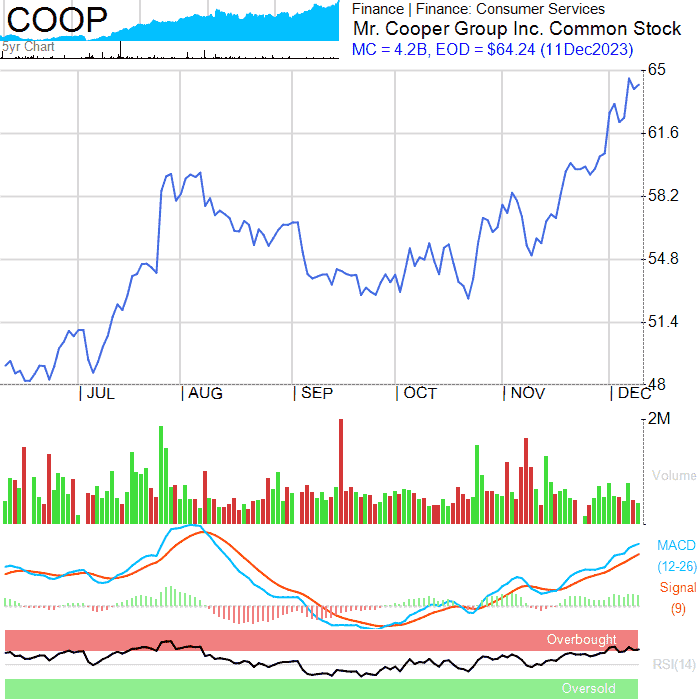 COOP
5yr Chart
Finance | Finance: Consumer Services
Mr. Cooper Group Inc. Common Stock
MC = 4.2B, EOD = $64.24 (11Dec2023)
65
61.6
58.2
54.8
51.4
48
JUL
AUG
SEP
OCT
NOV
DEC
2M
Volume
MACD
(12-26)
Signal
(9)
Overbought
RSI(14)
Oversold